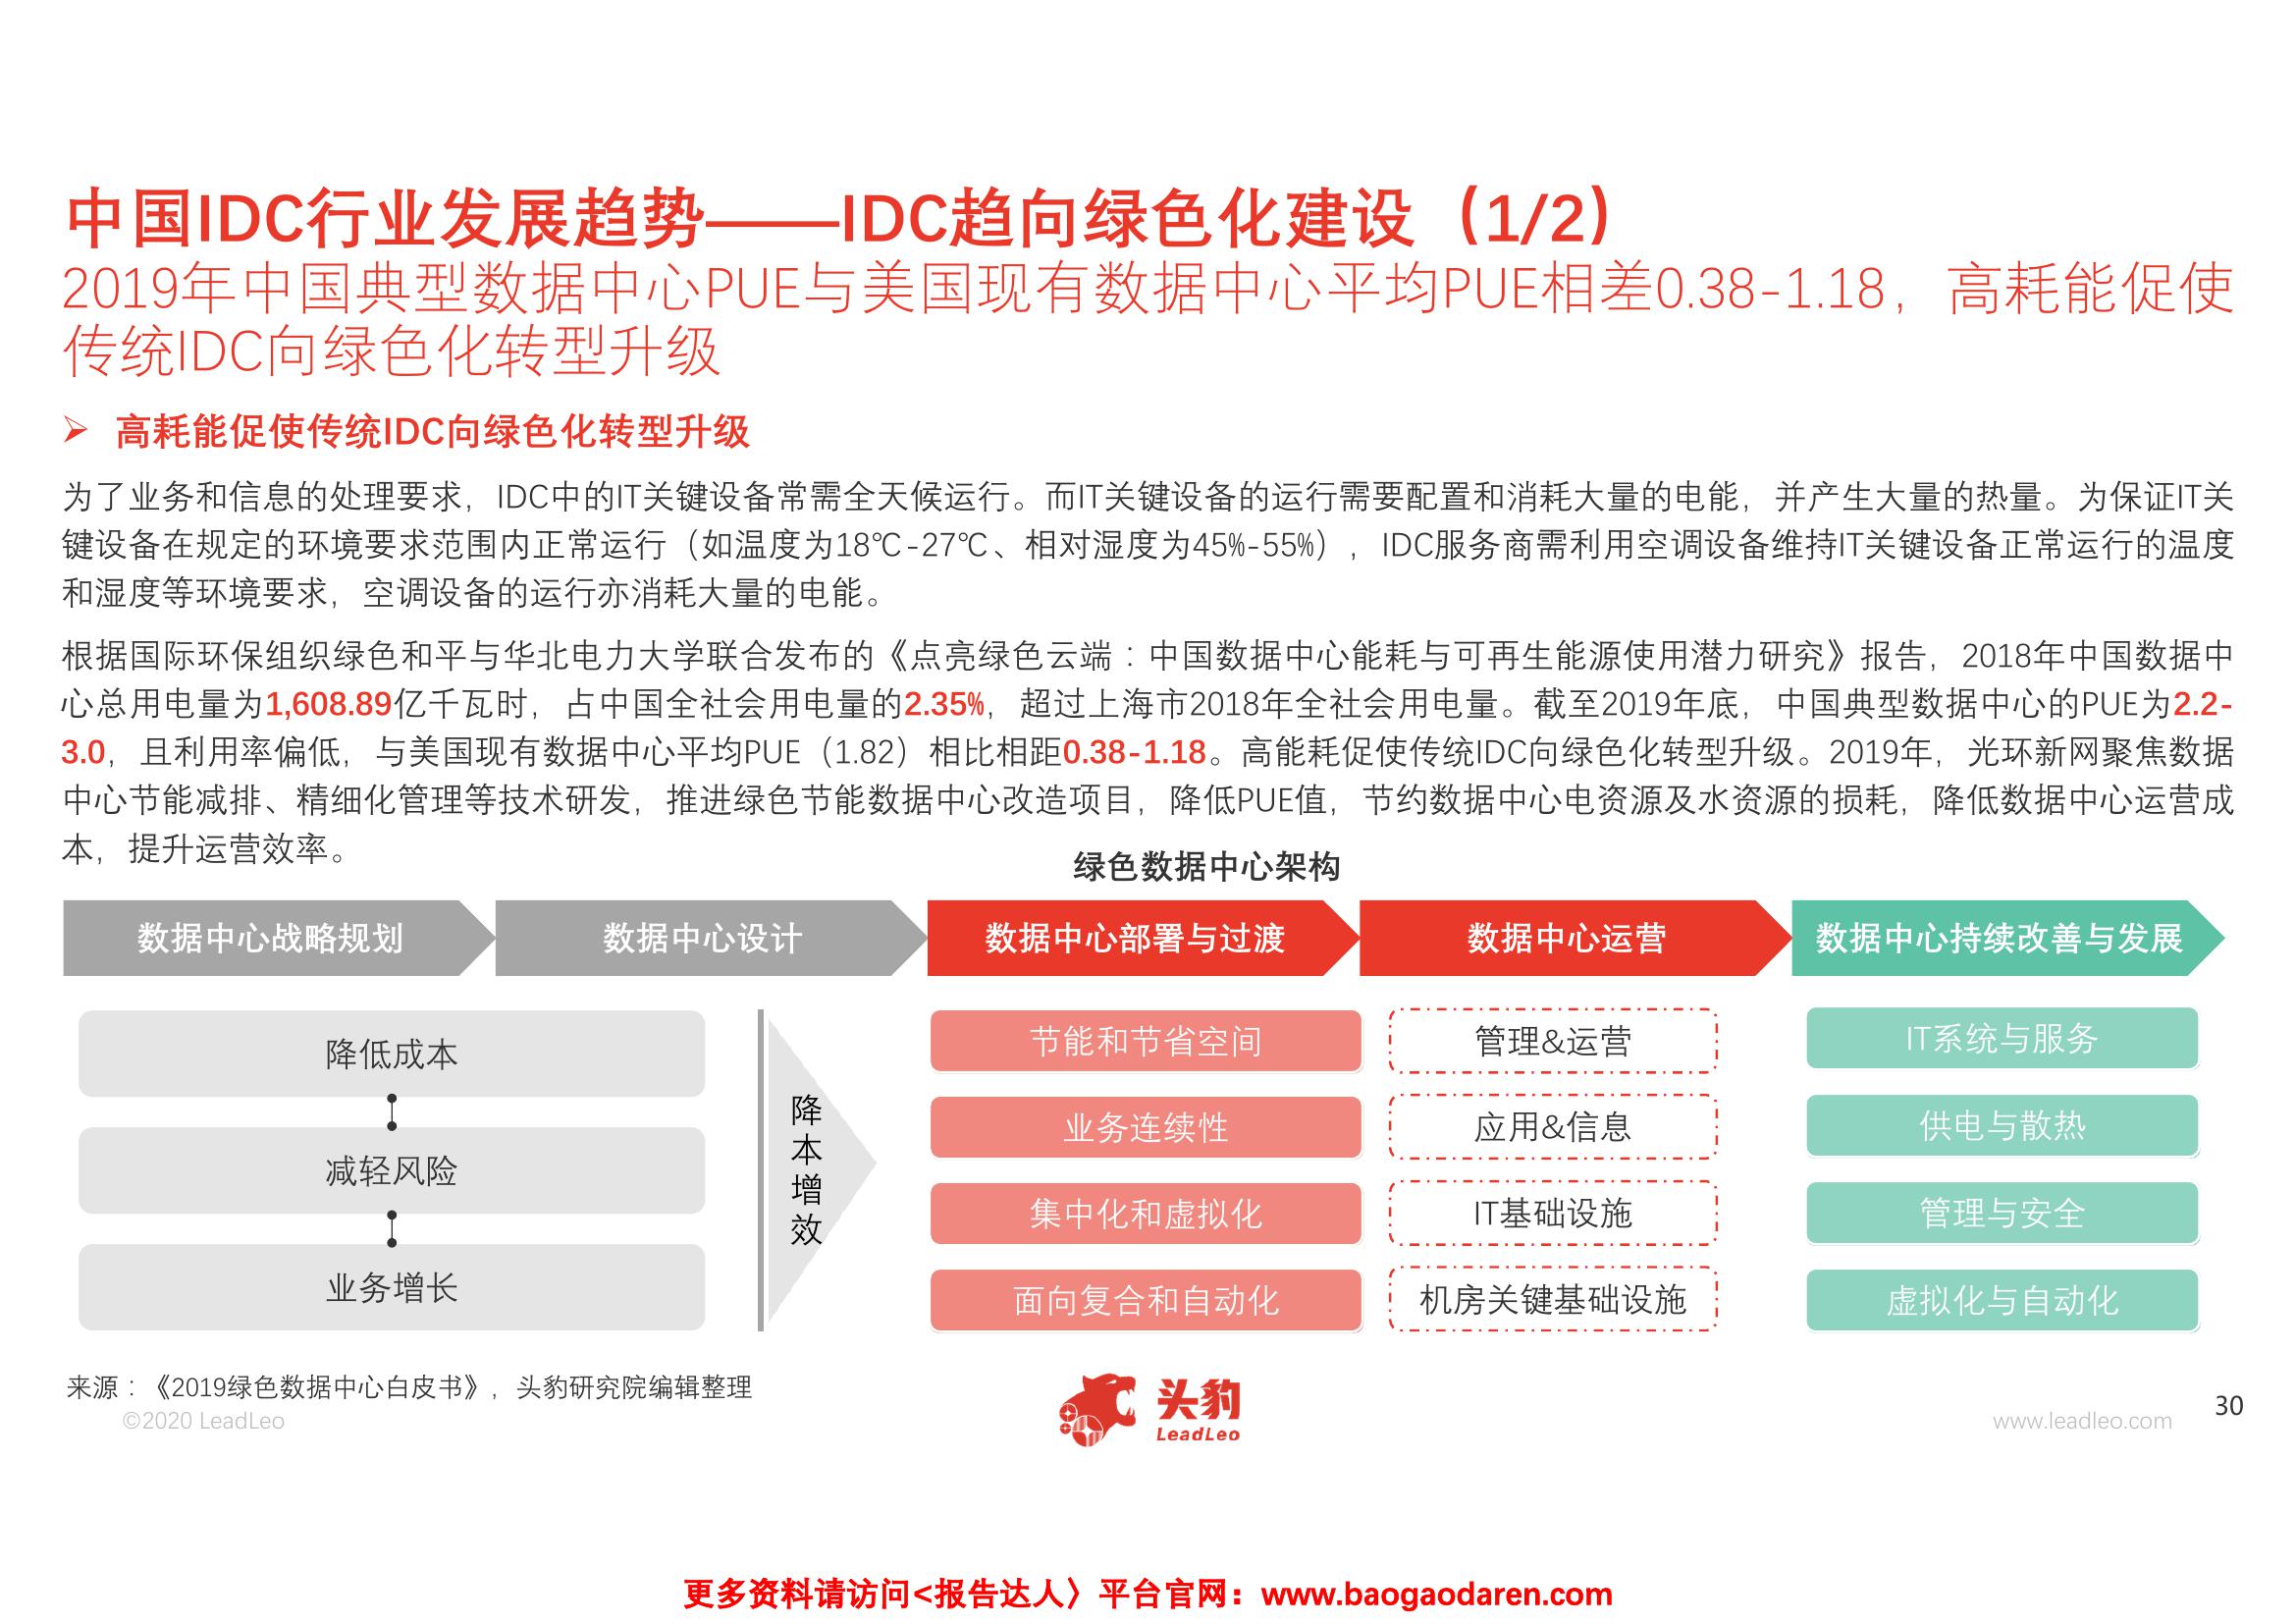 中国IDC行业发展趋势——IDC趋向绿色化建设（1/2）
2019年中国典型数据中心PUE与美国现有数据中心平均PUE相差0.38-1.18，高耗能促使
传统IDC向绿色化转型升级
➢ 高耗能促使传统IDC向绿色化转型升级
为了业务和信息的处理要求，IDC中的IT关键设备常需全天候运行。而IT关键设备的运行需要配置和消耗大量的电能，并产生大量的热量。为保证IT关
键设备在规定的环境要求范围内正常运行（如温度为18℃-27℃、相对湿度为45%-55%），IDC服务商需利用空调设备维持IT关键设备正常运行的温度
和湿度等环境要求，空调设备的运行亦消耗大量的电能。
根据国际环保组织绿色和平与华北电力大学联合发布的《点亮绿色云端：中国数据中心能耗与可再生能源使用潜力研究》报告，2018年中国数据中
心总用电量为1,608.89亿千瓦时，占中国全社会用电量的2.35%，超过上海市2018年全社会用电量。截至2019年底，中国典型数据中心的PUE为2.2-
3.0，且利用率偏低，与美国现有数据中心平均PUE（1.82）相比相距0.38-1.18。高能耗促使传统IDC向绿色化转型升级。2019年，光环新网聚焦数据
中心节能减排、精细化管理等技术研发，推进绿色节能数据中心改造项目，降低PUE值，节约数据中心电资源及水资源的损耗，降低数据中心运营成
本，提升运营效率。
绿色数据中心架构
数据中心战略规划
数据中心设计
数据中心部署与过渡
数据中心运营
数据中心持续改善与发展
降低成本
减轻风险
业务增长
降
本
增
效
节能和节省空间
业务连续性
集中化和虚拟化
面向复合和自动化
管理&运营
应用&信息
IT基础设施
机房关键基础设施
IT系统与服务
供电与散热
管理与安全
虚拟化与自动化
来源：《2019绿色数据中心白皮书》，头豹研究院编辑整理
©2020 LeadLeo
头豹
LeadLeo
www.leadleo.com
30
更多资料请访问<报告达人〉平台官网：www.baogaodaren.com